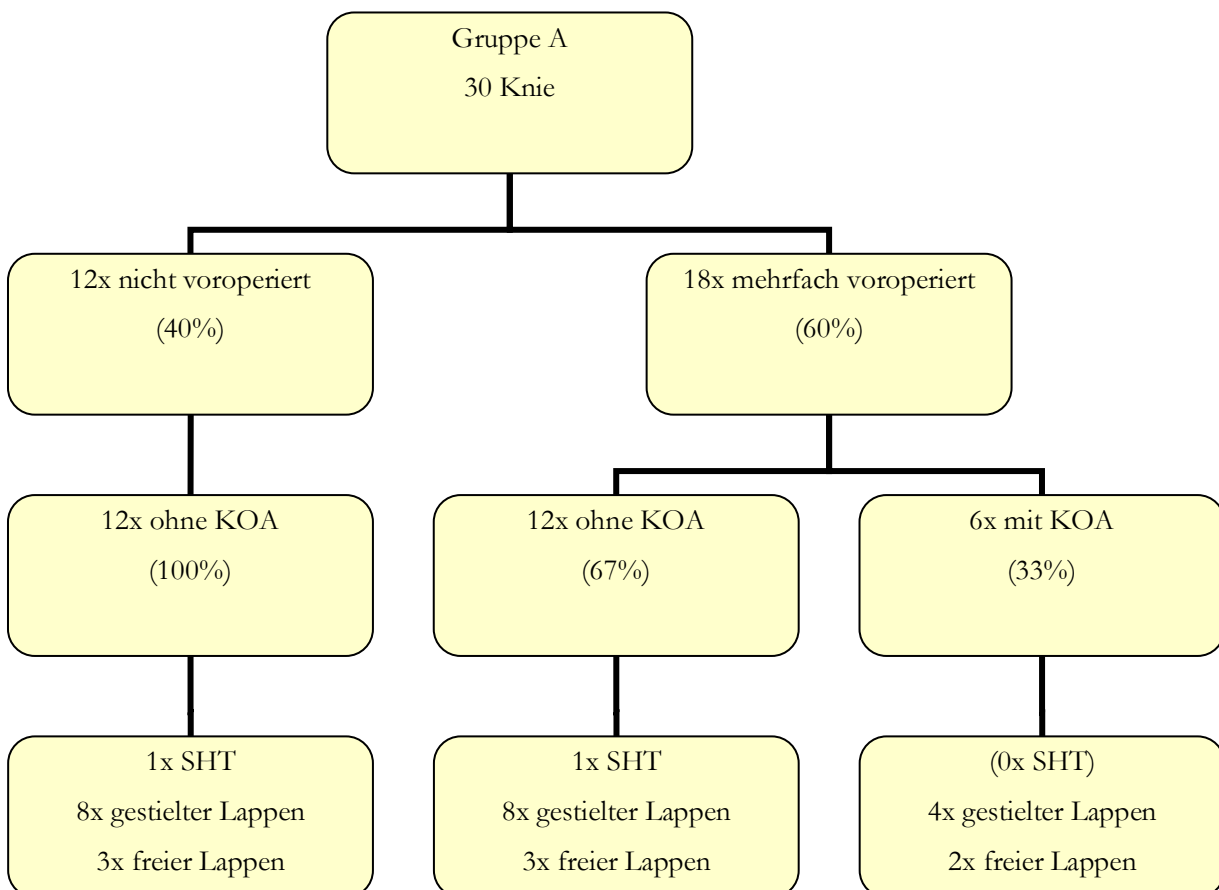 Gruppe A
30 Knie
12x nicht voroperiert
(40%)
18x mehrfach voroperiert
(60%)
12x ohne KOA
(100%)
12x ohne KOA
(67%)
6x mit KOA
(33%)
1x SHT
8x gestielter Lappen
3x freier Lappen
1x SHT
8x gestielter Lappen
3x freier Lappen
(0x SHT)
4x gestielter Lappen
2x freier Lappen